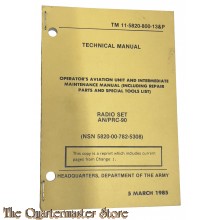 TM 11-5820-800-13&P
TECHNICAL MANUAL
OPERATOR'S AVIATION UNIT AND INTERMEDIATE
MAINTENANCE MANUAL (INCLUDING REPAIR
PARTS AND SPECIAL TOOLS LIST)
RADIO SET
AN/PRC-90
(NSN 5820-00-782-5308)
This copy is a reprint which includes current
pages from Change 1.
HEADQUARTERS, DEPARTMENT OF THE ARMY
5 MARCH 1985
The Quartermaster Store